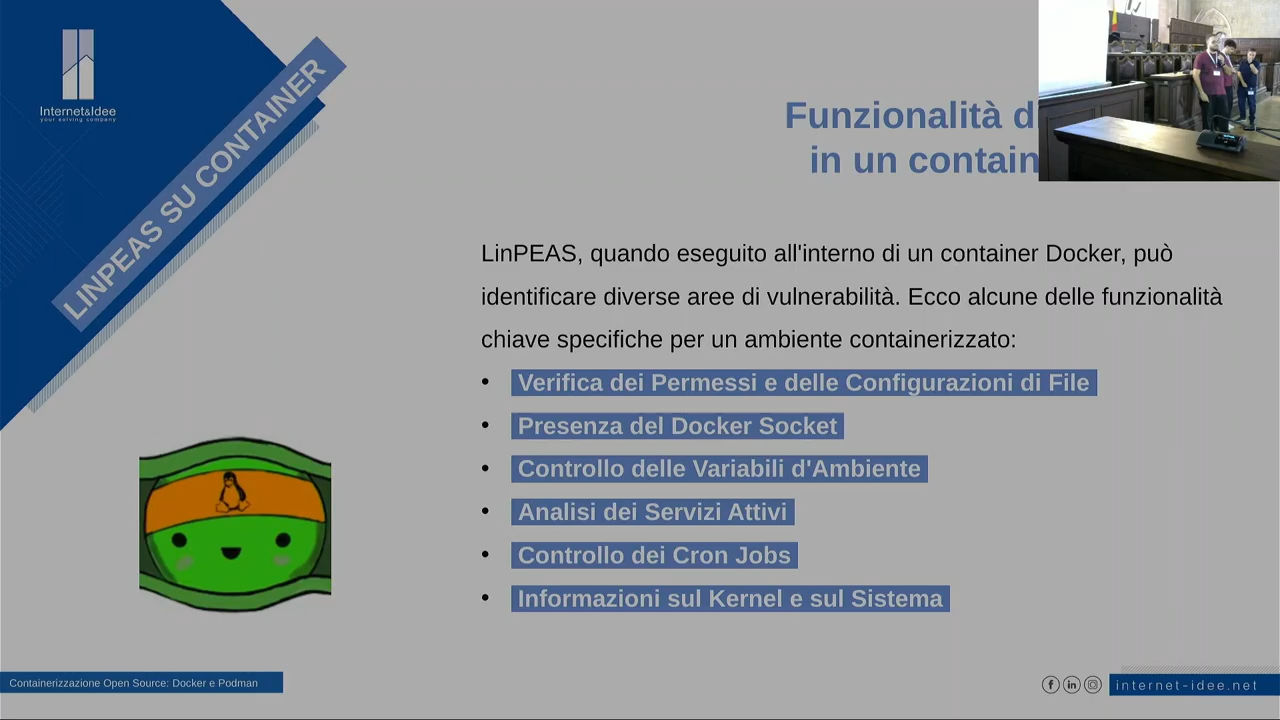 Internet&Idee
your solving company
LINPEAS SU CONTAINER
Funzionalità d
in un contain
LinPEAS, quando eseguito all'interno di un container Docker, può
identificare diverse aree di vulnerabilità. Ecco alcune delle funzionalità
chiave specifiche per un ambiente containerizzato:
• Verifica dei Permessi e delle Configurazioni di File
• Presenza del Docker Socket
• Controllo delle Variabili d'Ambiente
• Analisi dei Servizi Attivi
• Controllo dei Cron Jobs
• Informazioni sul Kernel e sul Sistema
Containerizzazione Open Source: Docker e Podman
internet-idee.net